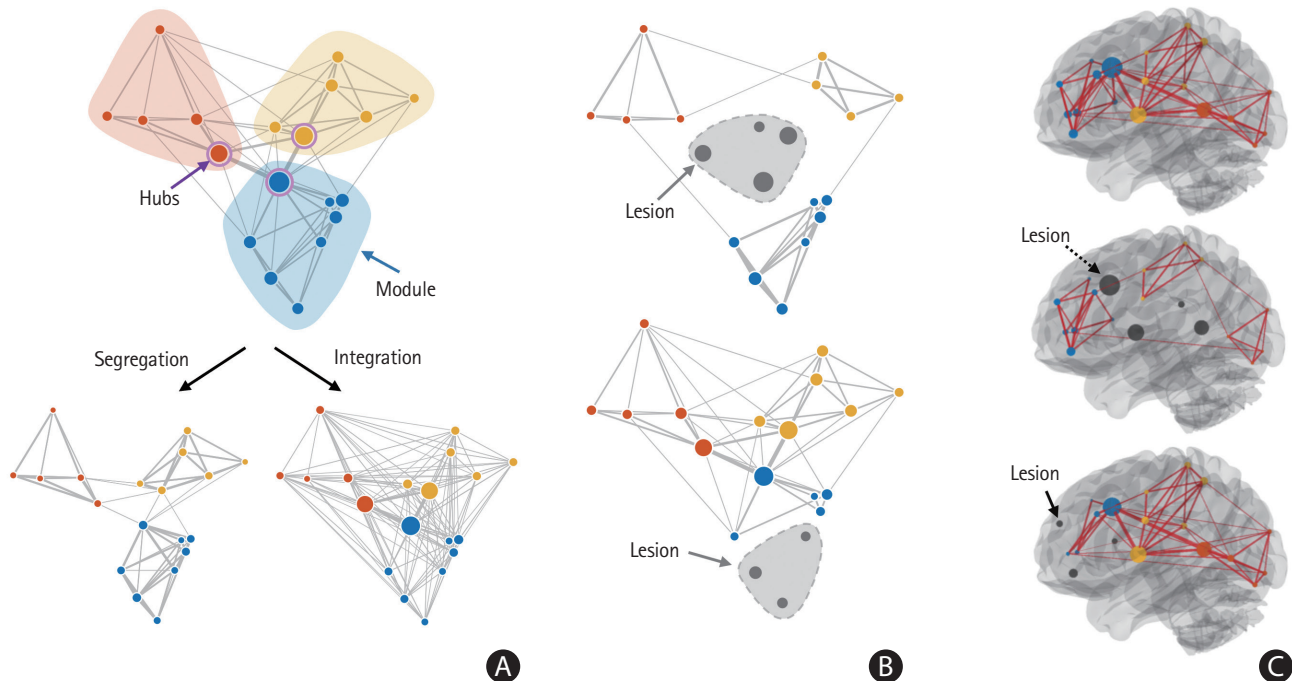 Hubs
Module
Segregation
Integration
A
Lesion
Lesion
B
Lesion
Lesion
C